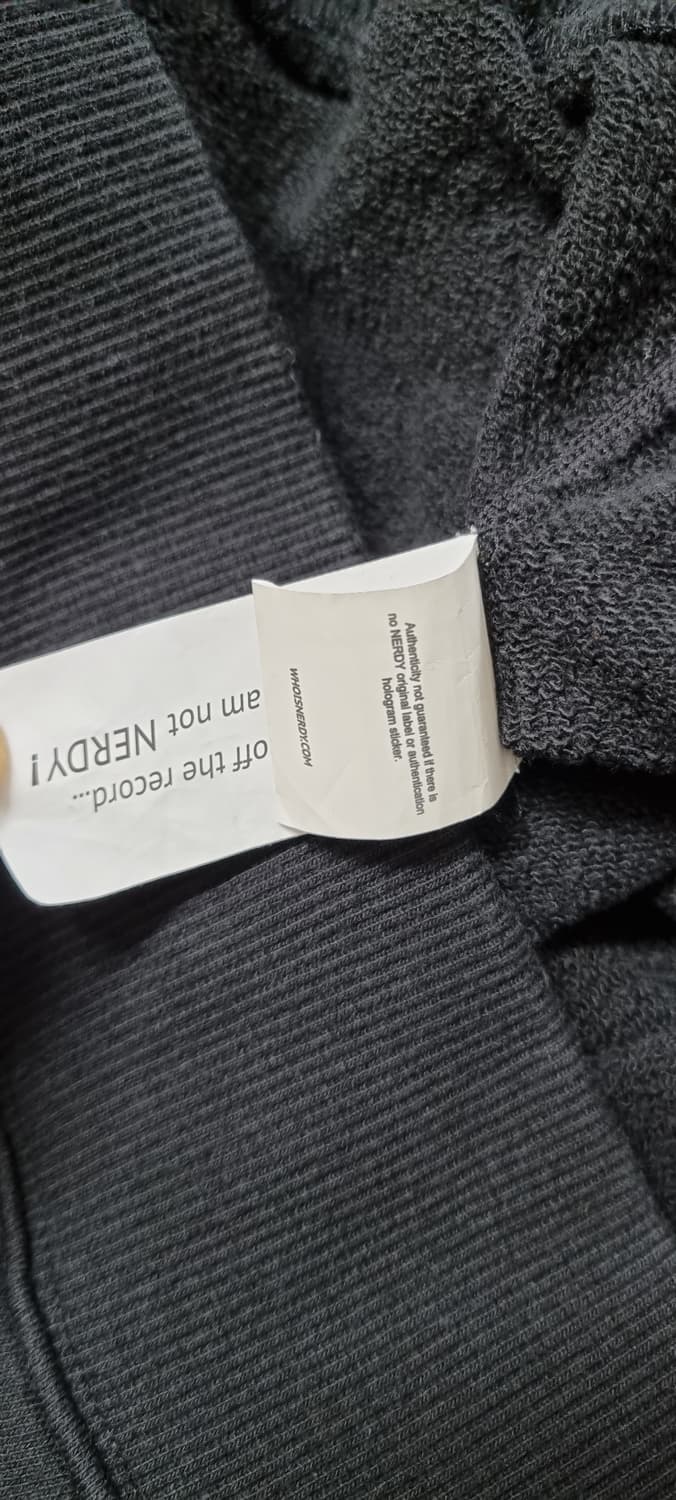 Authenticity not guaranteed if there is
no NERDY original label or authentication
hologram sticker.
WHOISNERDY.COM
off the record...
am not NERDY!